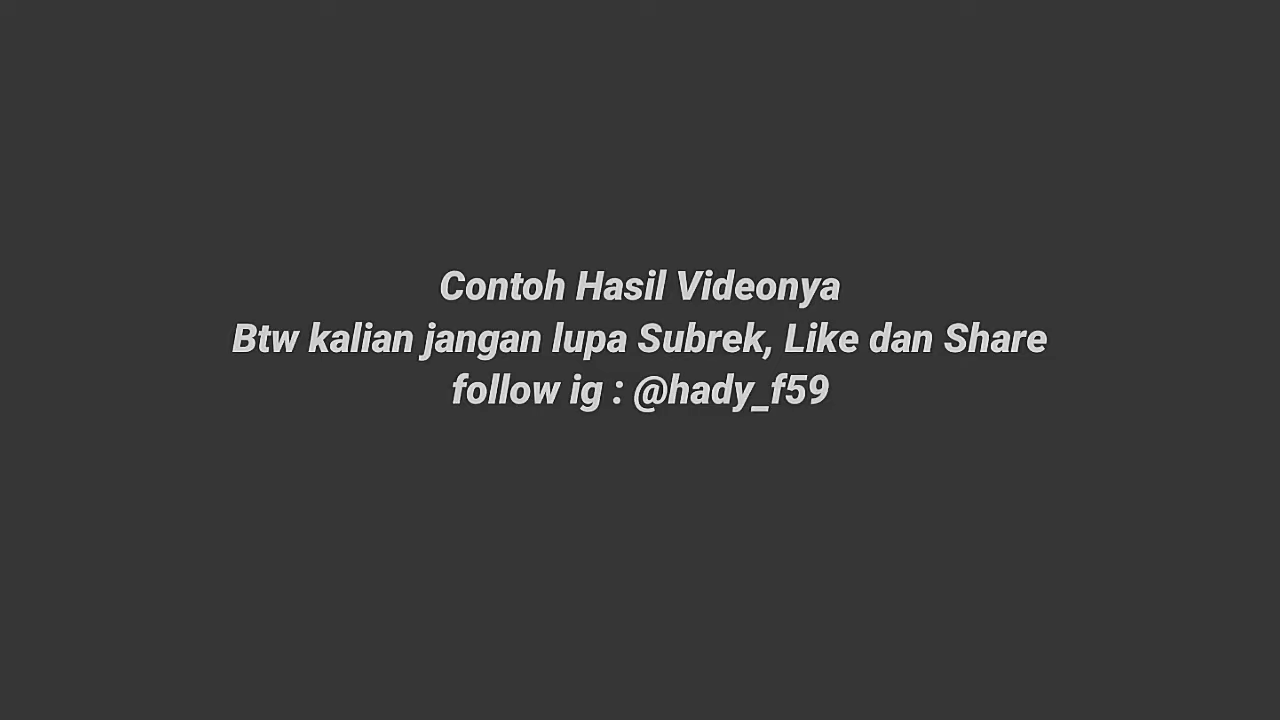 Contoh Hasil Videonya
Btw kalian jangan lupa Subrek, Like dan Share
follow ig : @hady_f59